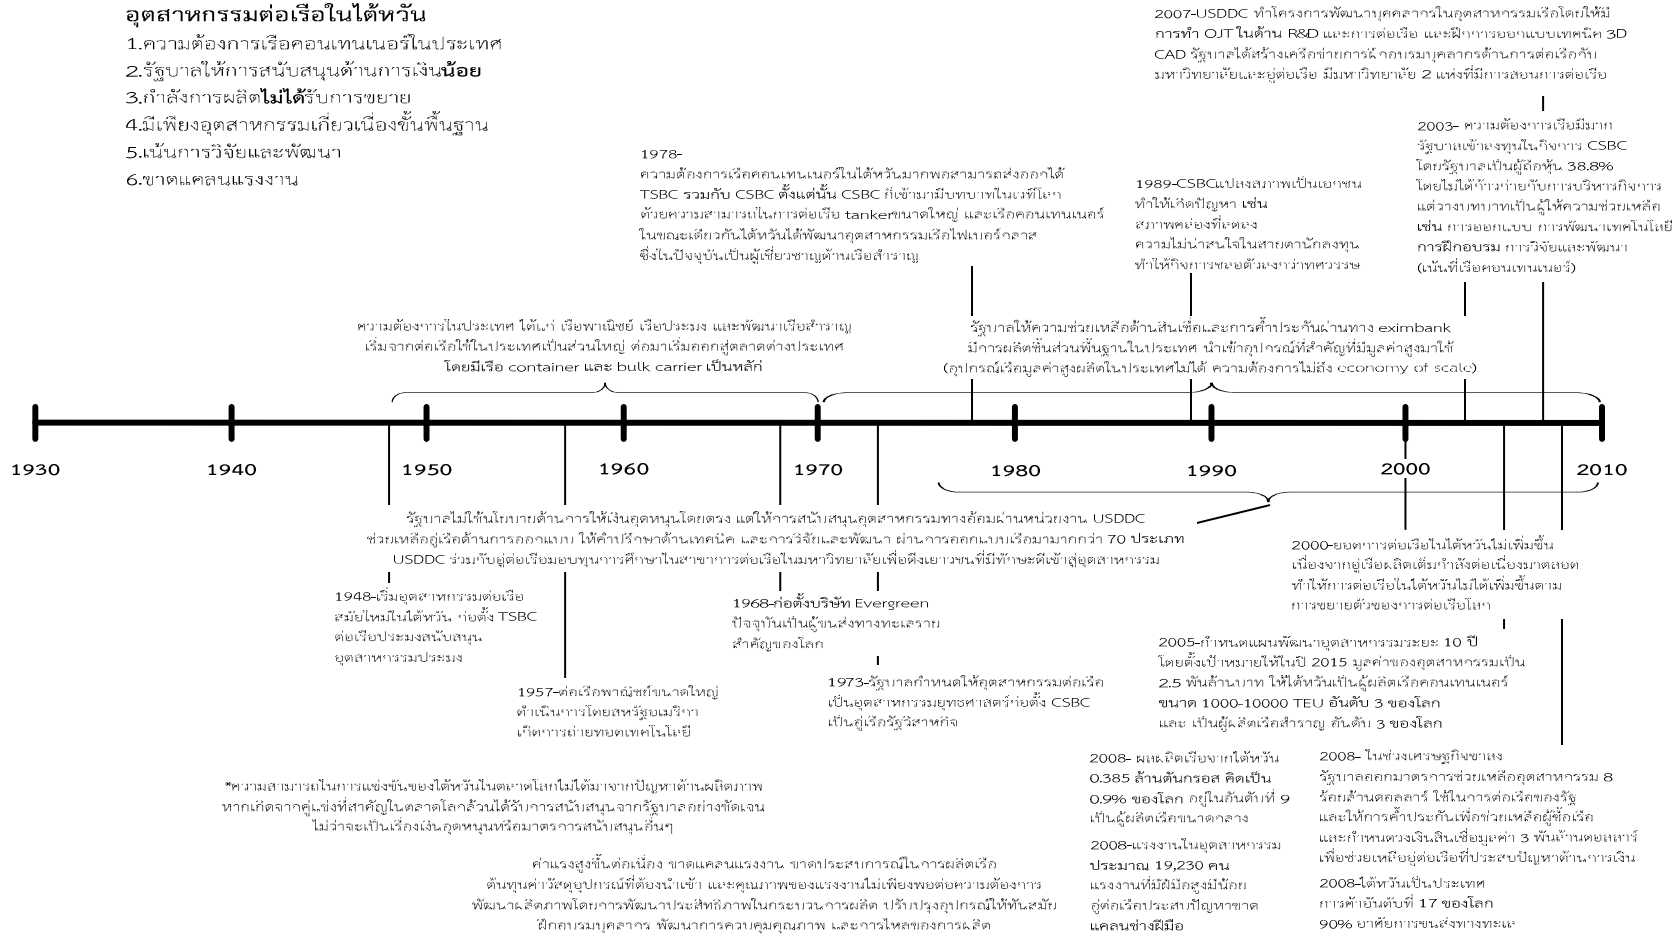 อุตสาหกรรมต่อเรือในไต้หวัน
1.ความต้องการเรือคอนเทนเนอร์ในประเทศ
2.รัฐบาลให้การสนับสนุนด้านการเงินน้อย
3.กำลังการผลิตไม่ได้รับการขยาย
4.มีเพียงอุตสาหกรรมเกี่ยวเนื่องขั้นพื้นฐาน
5.เน้นการวิจัยและพัฒนา
6.ขาดแคลนแรงงาน
2007-USDDC ทำโครงการพัฒนาบุคคลากรในอุตสาหกรรมเรือโดยให้มี
การทำ OJT ในด้าน R&D และการต่อเรือ และฝึกการออกแบบเทคนิค 3D
CAD รัฐบาลได้สร้างเครือข่ายการฝึกอบรมบุคลากรด้านการต่อเรือกับ
มหาวิทยาลัยและอู่ต่อเรือ มีมหาวิทยาลัย 2 แห่งที่มีการสอนการต่อเรือ
2003- ความต้องการเรือมีมาก
รัฐบาลเข้าลงทุนในกิจการ CSBC
โดยรัฐบาลเป็นผู้ถือหุ้น 38.8%
โดยไม่ได้ก้าวก่ายกับการบริหารกิจการ
แต่วางบทบาทเป็นผู้ให้ความช่วยเหลือ
เช่น การออกแบบ การพัฒนาเทคโนโลยี
การฝึกอบรม การวิจัยและพัฒนา
(เน้นที่เรือคอนเทนเนอร์)
1978-
ความต้องการเรือคอนเทนเนอร์ในไต้หวันมากพอสามารถส่งออกได้
TSBC รวมกับ CSBC ตั้งแต่นั้น CSBC ก็เข้ามามีบทบาทในเวทีโลก
ด้วยความสามารถในการต่อเรือ tankerขนาดใหญ่ และเรือคอนเทนเนอร์
ในขณะเดียวกันไต้หวันได้พัฒนาอุตสาหกรรมเรือไฟเบอร์กลาส
ซึ่งในปัจจุบันเป็นผู้เชี่ยวชาญด้านเรือสำราญ
1989-CSBCแปลงสภาพเป็นเอกชน
ทำให้เกิดปัญหา เช่น
สภาพคล่องที่ลดลง
ความไม่น่าสนใจในสายตานักลงทุน
ทำให้กิจการชะลอตัวลงกว่าทศวรรษ
ความต้องการในประเทศ ได้แก่ เรือพาณิชย์ เรือประมง และพัฒนาเรือสำราญ
เริ่มจากต่อเรือใช้ในประเทศเป็นส่วนใหญ่ ต่อมาเริ่มออกสู่ตลาดต่างประเทศ
โดยมีเรือ container และ bulk carrier เป็นหลัก
รัฐบาลให้ความช่วยเหลือด้านสินเชื่อและการค้ำประกันผ่านทาง eximbank
มีการผลิตชิ้นส่วนพื้นฐานในประเทศ นำเข้าอุปกรณ์ที่สำคัญที่มีมูลค่าสูงมาใช้
(อุปกรณ์เรือมูลค่าสูงผลิตในประเทศไม่ได้ ความต้องการไม่ถึง economy of scale)
1930 1940 1950 1960 1970 1980 1990 2000 2010
รัฐบาลไม่ใช้นโยบายด้านการให้เงินอุดหนุนโดยตรง แต่ให้การสนับสนุนอุตสาหกรรมทางอ้อมผ่านหน่วยงาน USDDC
ช่วยเหลืออู่เรือด้านการออกแบบ ให้คำปรึกษาด้านเทคนิค และการวิจัยและพัฒนา ผ่านการออกแบบเรือมามากกว่า 70 ประเภท
USDDC ร่วมกับอู่ต่อเรือมอบทุนการศึกษาในสาขาการต่อเรือในมหาวิทยาลัยเพื่อดึงเยาวชนที่มีทักษะดีเข้าสู่อุตสาหกรรม
2000-ยอดการต่อเรือในไต้หวันไม่เพิ่มขึ้น
เนื่องจากอู่เรือผลิตเต็มกำลังต่อเนื่องมาตลอด
ทำให้การต่อเรือในไต้หวันไม่ได้เพิ่มขึ้นตาม
การขยายตัวของการต่อเรือโลก
1948-เริ่มอุตสาหกรรมต่อเรือ
สมัยใหม่ในไต้หวัน ก่อตั้ง TSBC
ต่อเรือประมงสนับสนุน
อุตสาหกรรมประมง
1968-ก่อตั้งบริษัท Evergreen
ปัจจุบันเป็นผู้ขนส่งทางทะเลราย
สำคัญของโลก
2005-กำหนดแผนพัฒนาอุตสาหกรรมระยะ 10 ปี
โดยตั้งเป้าหมายให้ในปี 2015 มูลค่าของอุตสาหกรรมเป็น
2.5 พันล้านบาท ให้ไต้หวันเป็นผู้ผลิตเรือคอนเทนเนอร์
ขนาด 1000-10000 TEU อันดับ 3 ของโลก
และ เป็นผู้ผลิตเรือสำราญ อันดับ 3 ของโลก
1957-ต่อเรือพาณิชย์ขนาดใหญ่
ดำเนินการโดยสหรัฐอเมริกา
เกิดการถ่ายทอดเทคโนโลยี
1973-รัฐบาลกำหนดให้อุตสาหกรรมต่อเรือ
เป็นอุตสาหกรรมยุทธศาสตร์ก่อตั้ง CSBC
เป็นอู่เรือรัฐวิสาหกิจ
*ความสามารถในการแข่งขันของไต้หวันในตลาดโลกไม่ได้มาจากปัญหาด้านผลิตภาพ
หากเกิดจากคู่แข่งที่สำคัญในตลาดโลกล้วนได้รับการสนับสนุนจากรัฐบาลอย่างชัดเจน
ไม่ว่าจะเป็นเรื่องเงินอุดหนุนหรือมาตรการสนับสนุนอื่นๆ
2008- ผลผลิตเรือจากไต้หวัน
0.385 ล้านตันกรอส คิดเป็น
0.9% ของโลก อยู่ในอันดับที่ 9
เป็นผู้ผลิตเรือขนาดกลาง
2008-แรงงานในอุตสาหกรรม
ประมาณ 19,230 คน
แรงงานที่มีฝีมือสูงมีน้อย
อู่ต่อเรือประสบปัญหาขาด
แคลนช่างฝีมือ
2008- ในช่วงเศรษฐกิจขาลง
รัฐบาลออกมาตรการช่วยเหลืออุตสาหกรรม 8
ร้อยล้านดอลลาร์ ใช้ในการต่อเรือของรัฐ
และให้การค้ำประกันเพื่อช่วยเหลือผู้ซื้อเรือ
และกำหนดวงเงินสินเชื่อมูลค่า 3 พันล้านดอลลาร์
เพื่อช่วยเหลืออู่ต่อเรือที่ประสบปัญหาด้านการเงิน
2008-ไต้หวันเป็นประเทศ
การค้าอันดับที่ 17 ของโลก
90% อาศัยการขนส่งทางทะเล
ค่าแรงสูงขึ้นต่อเนื่อง ขาดแคลนแรงงาน ขาดประสบการณ์ในการผลิตเรือ
ต้นทุนค่าวัสดุอุปกรณ์ที่ต้องนำเข้า และคุณภาพของแรงงานไม่เพียงพอต่อความต้องการ
พัฒนาผลิตภาพโดยการพัฒนาประสิทธิภาพในกระบวนการผลิต ปรับปรุงอุปกรณ์ให้ทันสมัย
ฝึกอบรมบุคลากร พัฒนาการควบคุมคุณภาพ และการไหลของการผลิต